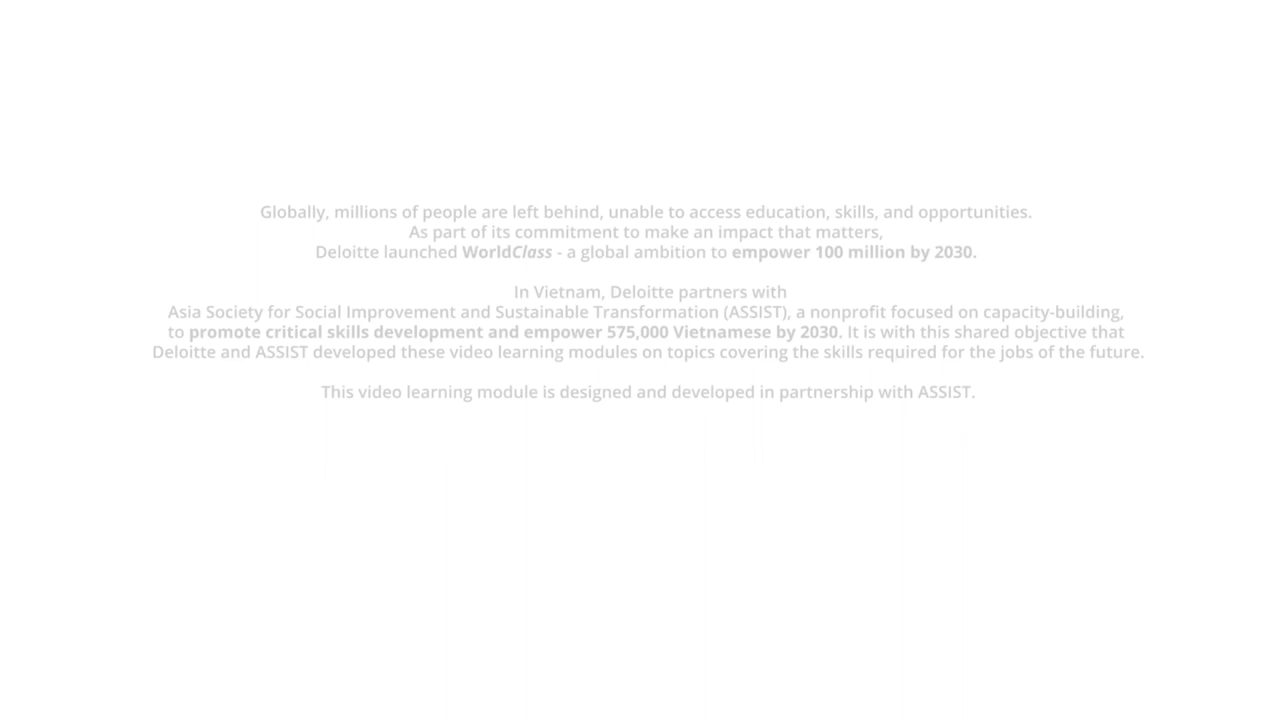 Globally, millions of people are left behind, unable to access education, skills, and opportunities.
As part of its commitment to make an impact that matters,
Deloitte launched WorldClass - a global ambition to empower 100 million by 2030.
In Vietnam, Deloitte partners with
Asia Society for Social Improvement and Sustainable Transformation (ASSIST), a nonprofit focused on capacity-building,
to promote critical skills development and empower 575,000 Vietnamese by 2030. It is with this shared objective that
Deloitte and ASSIST developed these video learning modules on topics covering the skills required for the jobs of the future.
This video learning module is designed and developed in partnership with ASSIST.